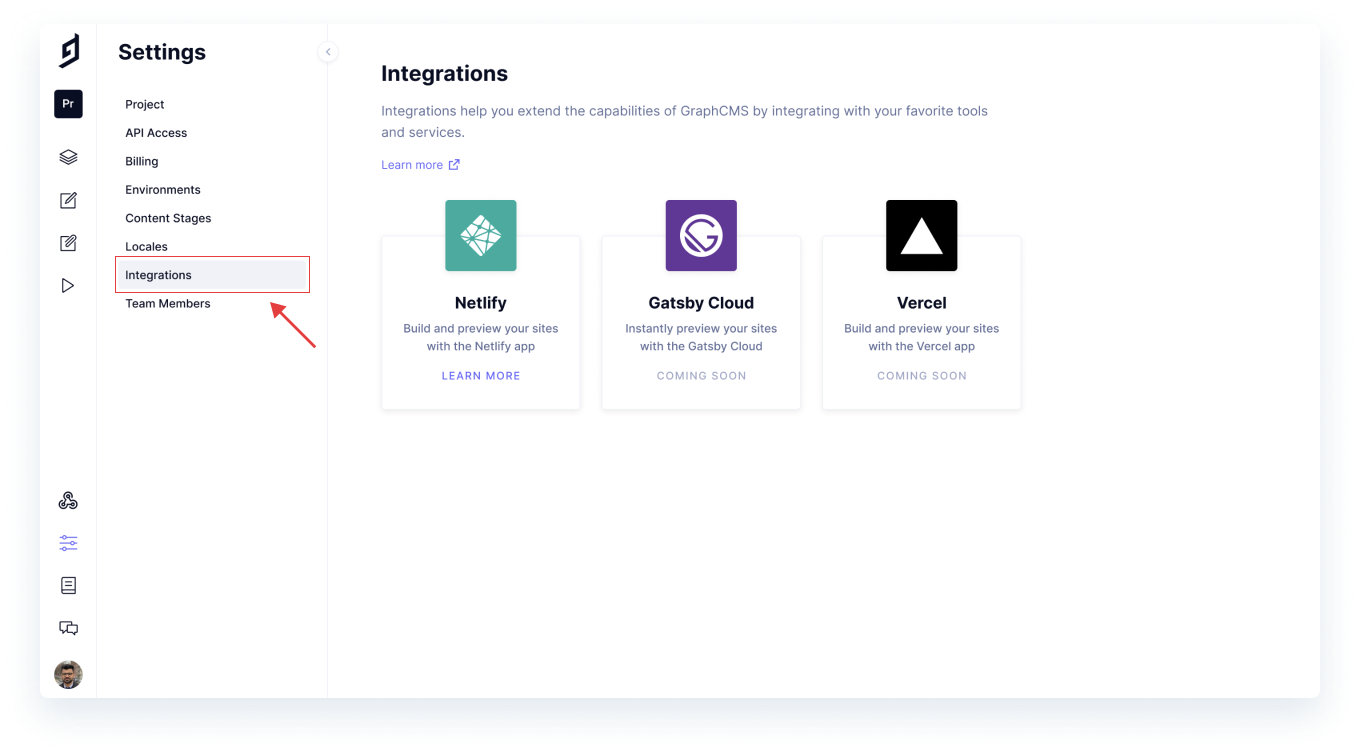 Settings
Pr
Project
API Access
Billing
Environments
Content Stages
Locales
Integrations
Team Members
Integrations
Integrations help you extend the capabilities of GraphCMS by integrating with your favorite tools
and services.
Learn more
Netlify
Build and preview your sites
with the Netlify app
LEARN MORE
Gatsby Cloud
Instantly preview your sites
with the Gatsby Cloud
COMING SOON
Vercel
Build and preview your sites
with the Vercel app
COMING SOON